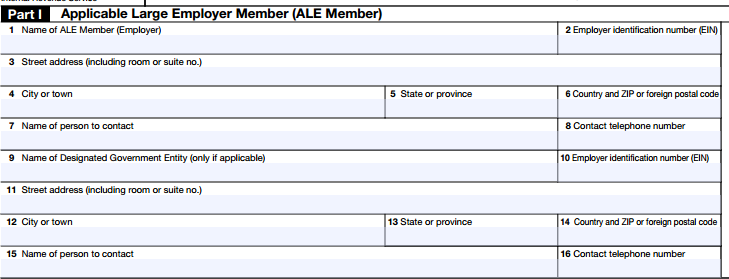 Part I Applicable Large Employer Member (ALE Member)
1 Name of ALE Member (Employer) 2 Employer identification number (EIN)
3 Street address (including room or suite no.)
4 City or town 5 State or province 6 Country and ZIP or foreign postal code
7 Name of person to contact 8 Contact telephone number
9 Name of Designated Government Entity (only if applicable) 10 Employer identification number (EIN)
11 Street address (including room or suite no.)
12 City or town 13 State or province 14 Country and ZIP or foreign postal code
15 Name of person to contact 16 Contact telephone number